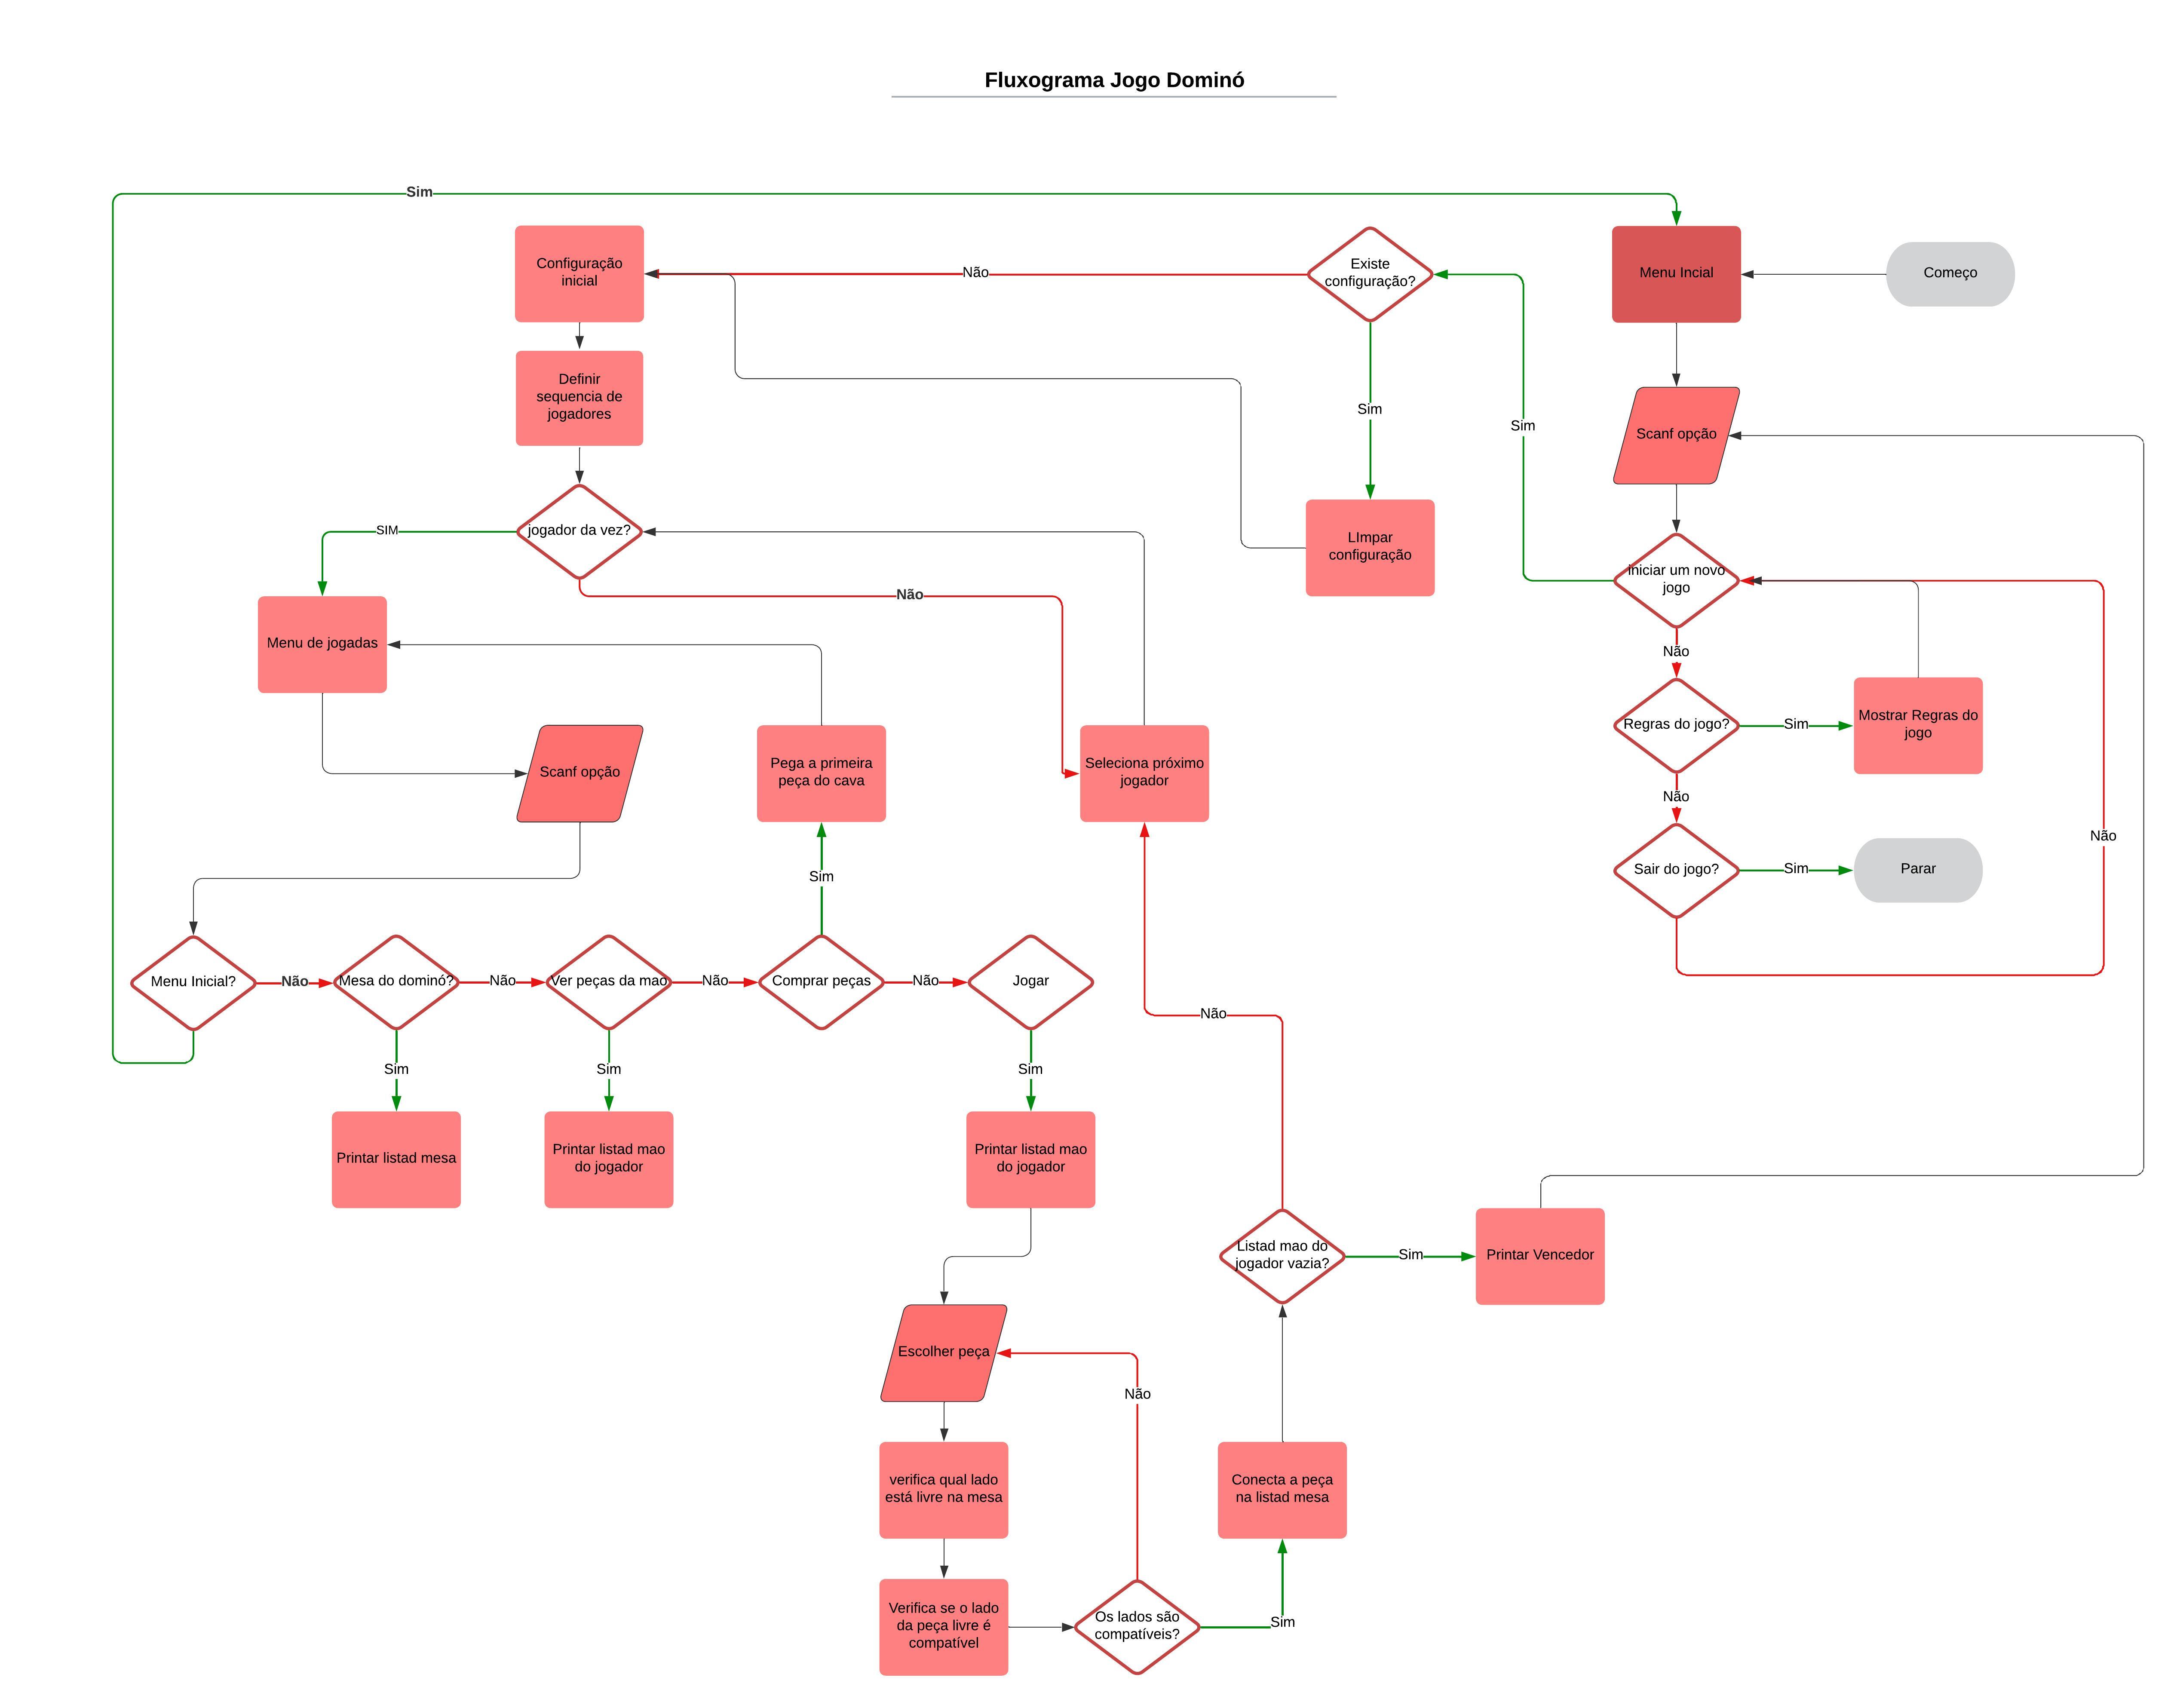 Fluxograma Jogo Dominó
Sim
Configuração
inicial
Não
Existe
configuração?
Menu Incial
Começo
Definir
sequencia de
jogadores
Sim
Sim
Scanf opção
SIM
jogador da vez?
LImpar
configuração
Iniciar um novo
jogo
Não
Menu de jogadas
Não
Regras do jogo?
Sim
Mostrar Regras do
jogo
Scanf opção
Pega a primeira
peça do cava
Seleciona próximo
jogador
Não
Não
Sim
Sair do jogo?
Sim
Parar
Menu Inicial?
Não
Mesa do dominó?
Não
Ver peças da mao
Não
Comprar peças
Não
Jogar
Não
Sim
Sim
Sim
Printar listad mesa
Printar listad mao
do jogador
Printar listad mao
do jogador
Listad mao do
jogador vazia?
Sim
Printar Vencedor
Escolher peça
Não
verifica qual lado
está livre na mesa
Conecta a peça
na listad mesa
Verifica se o lado
da peça livre é
compatível
Os lados são
compatíveis?
Sim